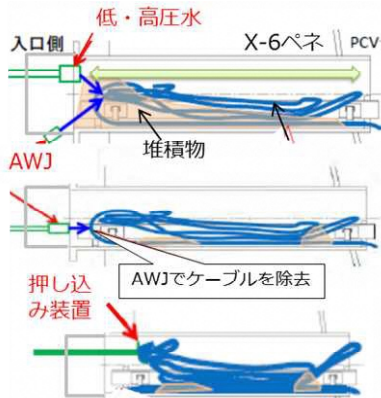 低・高圧水
入口側
X-6ペネ
PCV
堆積物
AWJ
AWJでケーブルを除去
押し込
み装置